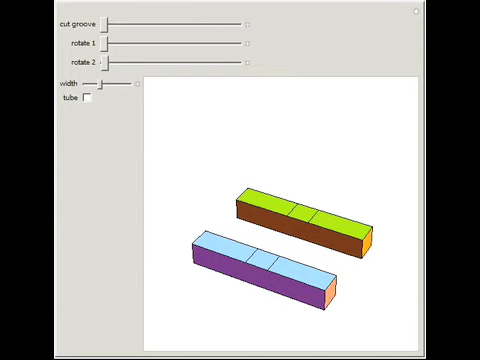 cut groove
rotate 1
rotate 2
width
tube